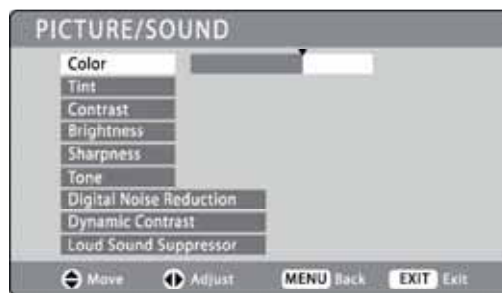 PICTURE/SOUND
Color
Tint
Contrast
Brightness
Sharpness
Tone
Digital Noise Reduction
Dynamic Contrast
Loud Sound Suppressor
Move Adjust MENU Back EXIT Exit